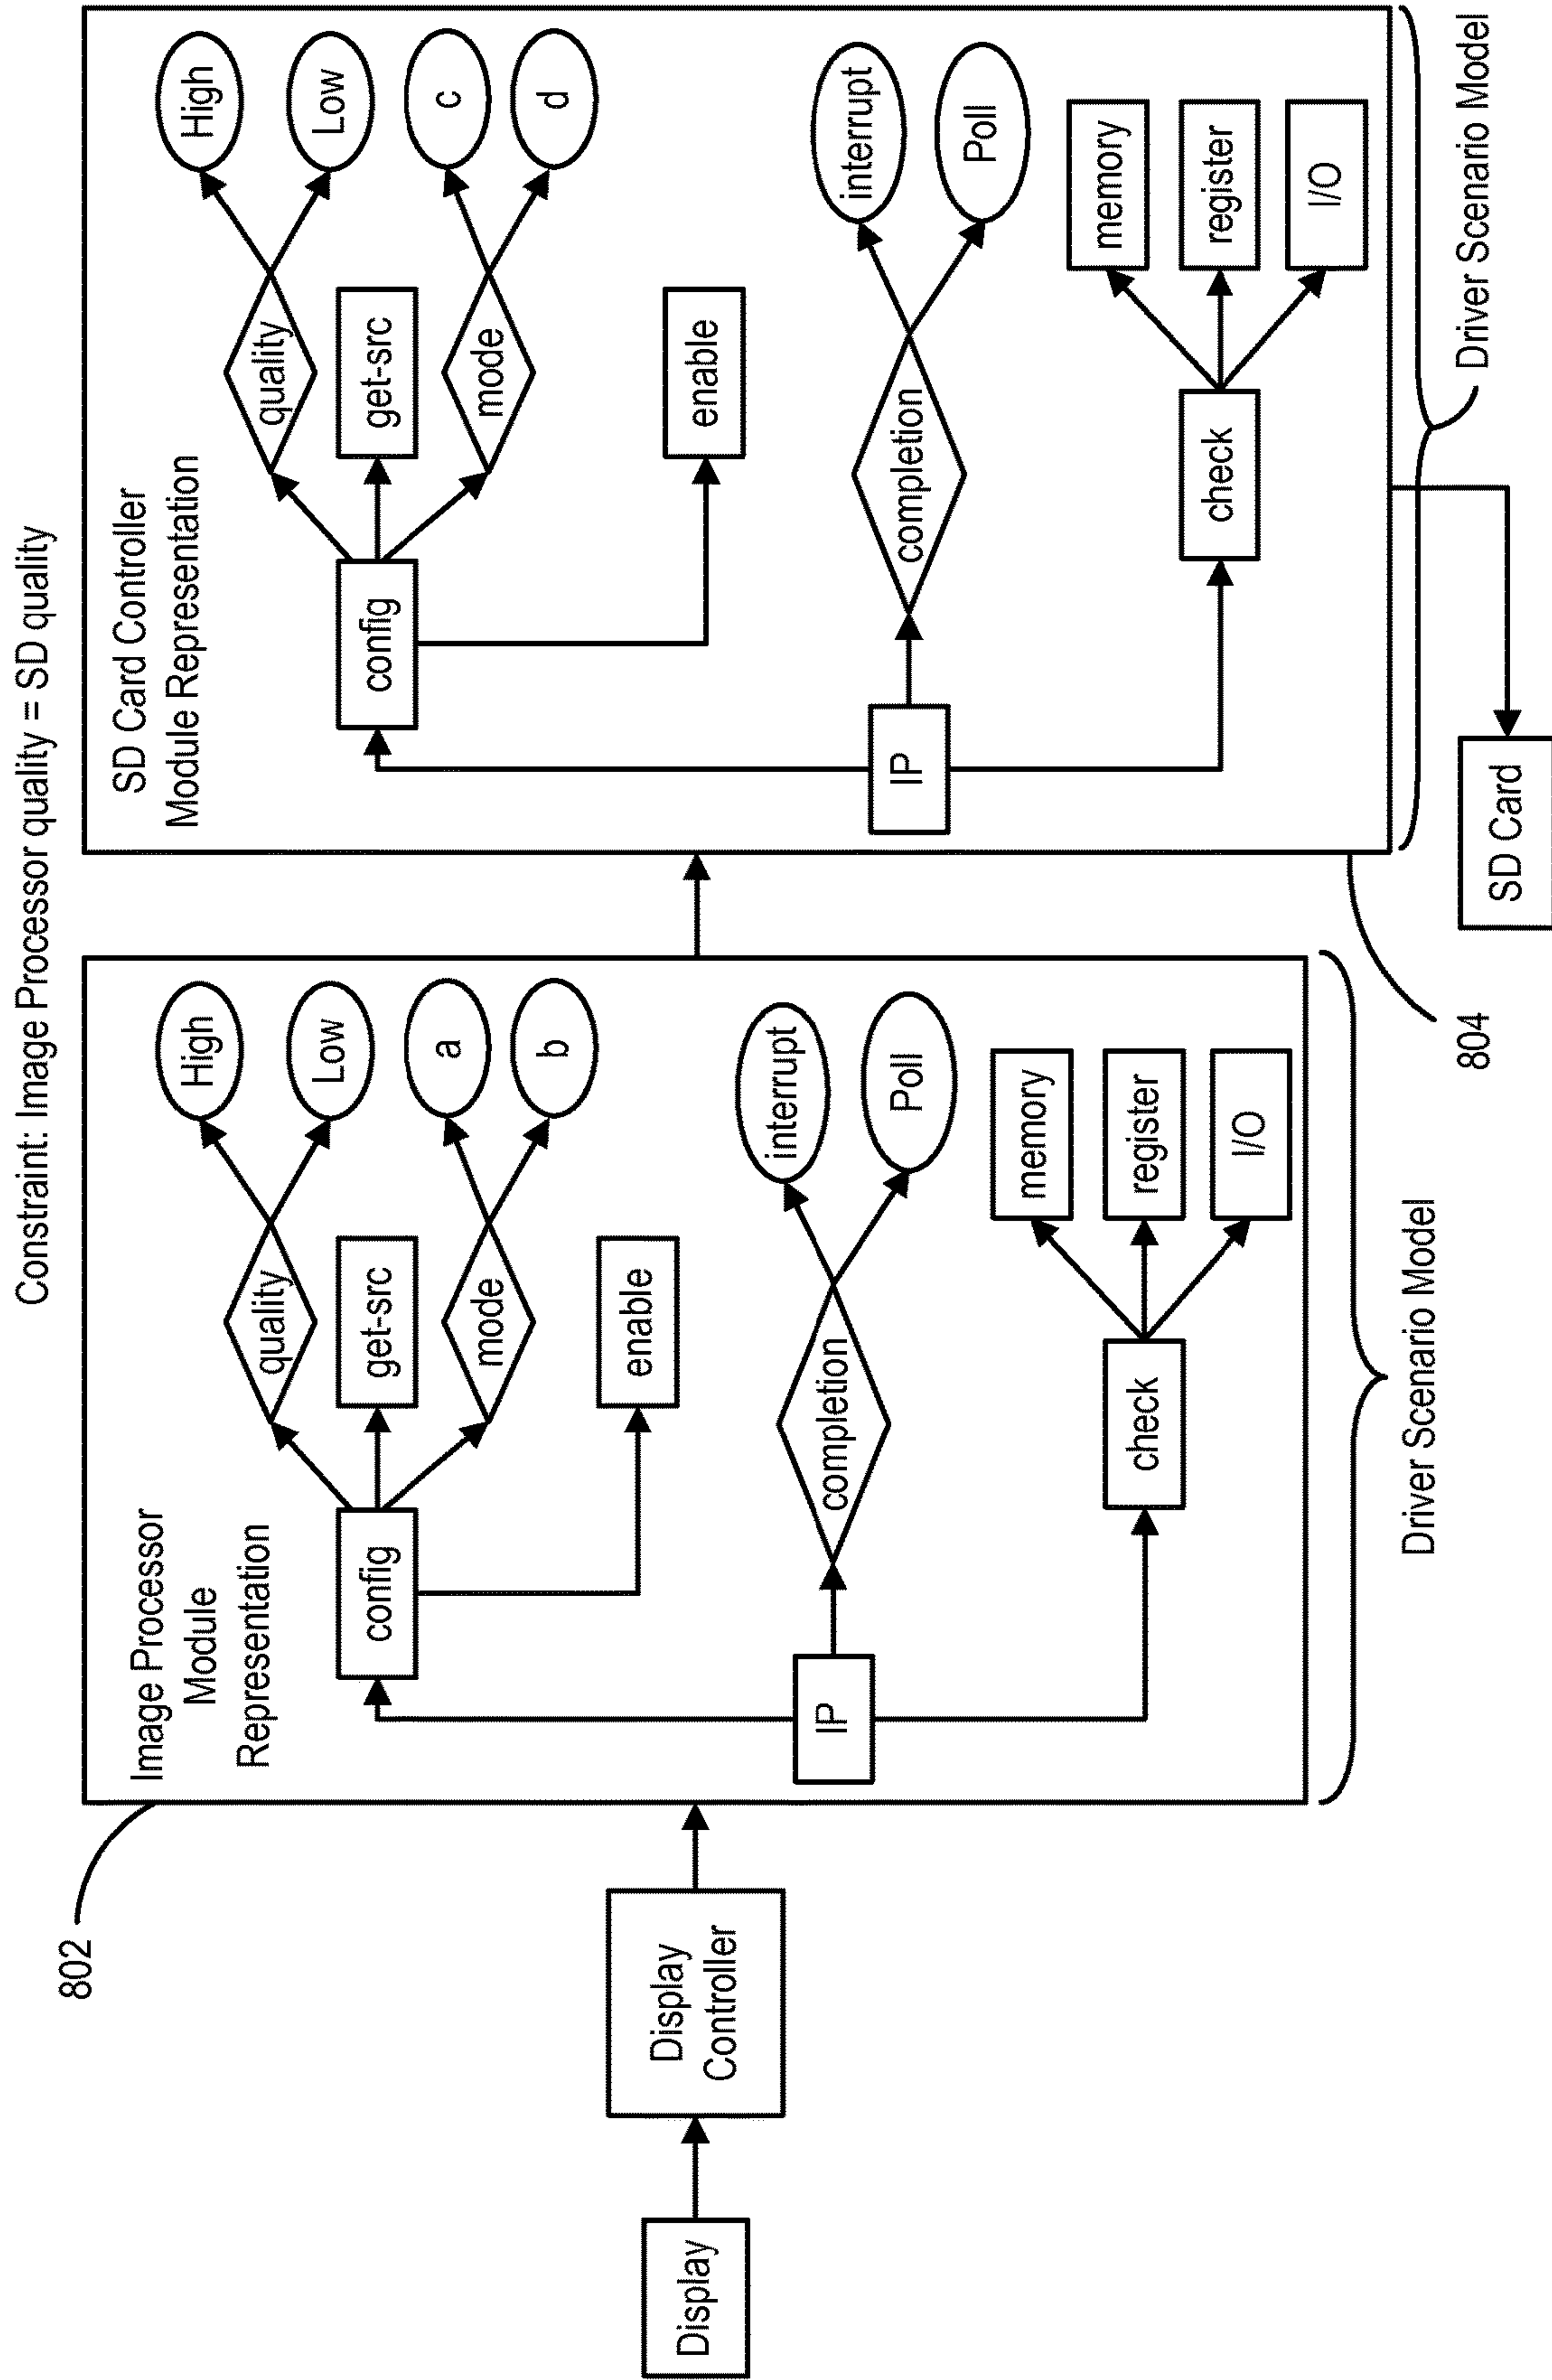 Constraint: Image Processor quality = SD quality
802
Display
Display
Controller
Image Processor
Module
Representation
config
quality
High
Low
get-src
mode
a
b
enable
IP
completion
interrupt
Poll
check
memory
register
I/O
Driver Scenario Model
SD Card Controller
Module Representation
config
quality
High
Low
get-src
mode
c
d
enable
IP
completion
interrupt
Poll
check
memory
register
I/O
Driver Scenario Model
804
SD Card